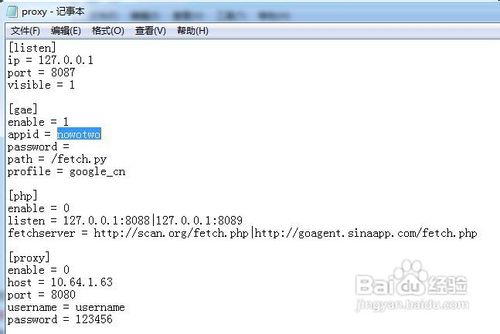 proxy - 记事本
文件(F) 编辑(E) 格式(O) 查看(V) 帮助(H)
[listen]
ip = 127.0.0.1
port = 8087
visible = 1
[gae]
enable = 1
appid = nowotwo
password =
path = /fetch.py
profile = google_cn
[php]
enable = 0
listen = 127.0.0.1:8088|127.0.0.1:8089
fetchserver = http://scan.org/fetch.php|http://goagent.sinaapp.com/fetch.php
[proxy]
enable = 0
host = 10.64.1.63
port = 8080
username = username
password = 123456
Baidu 经验
jingyan.baidu.com